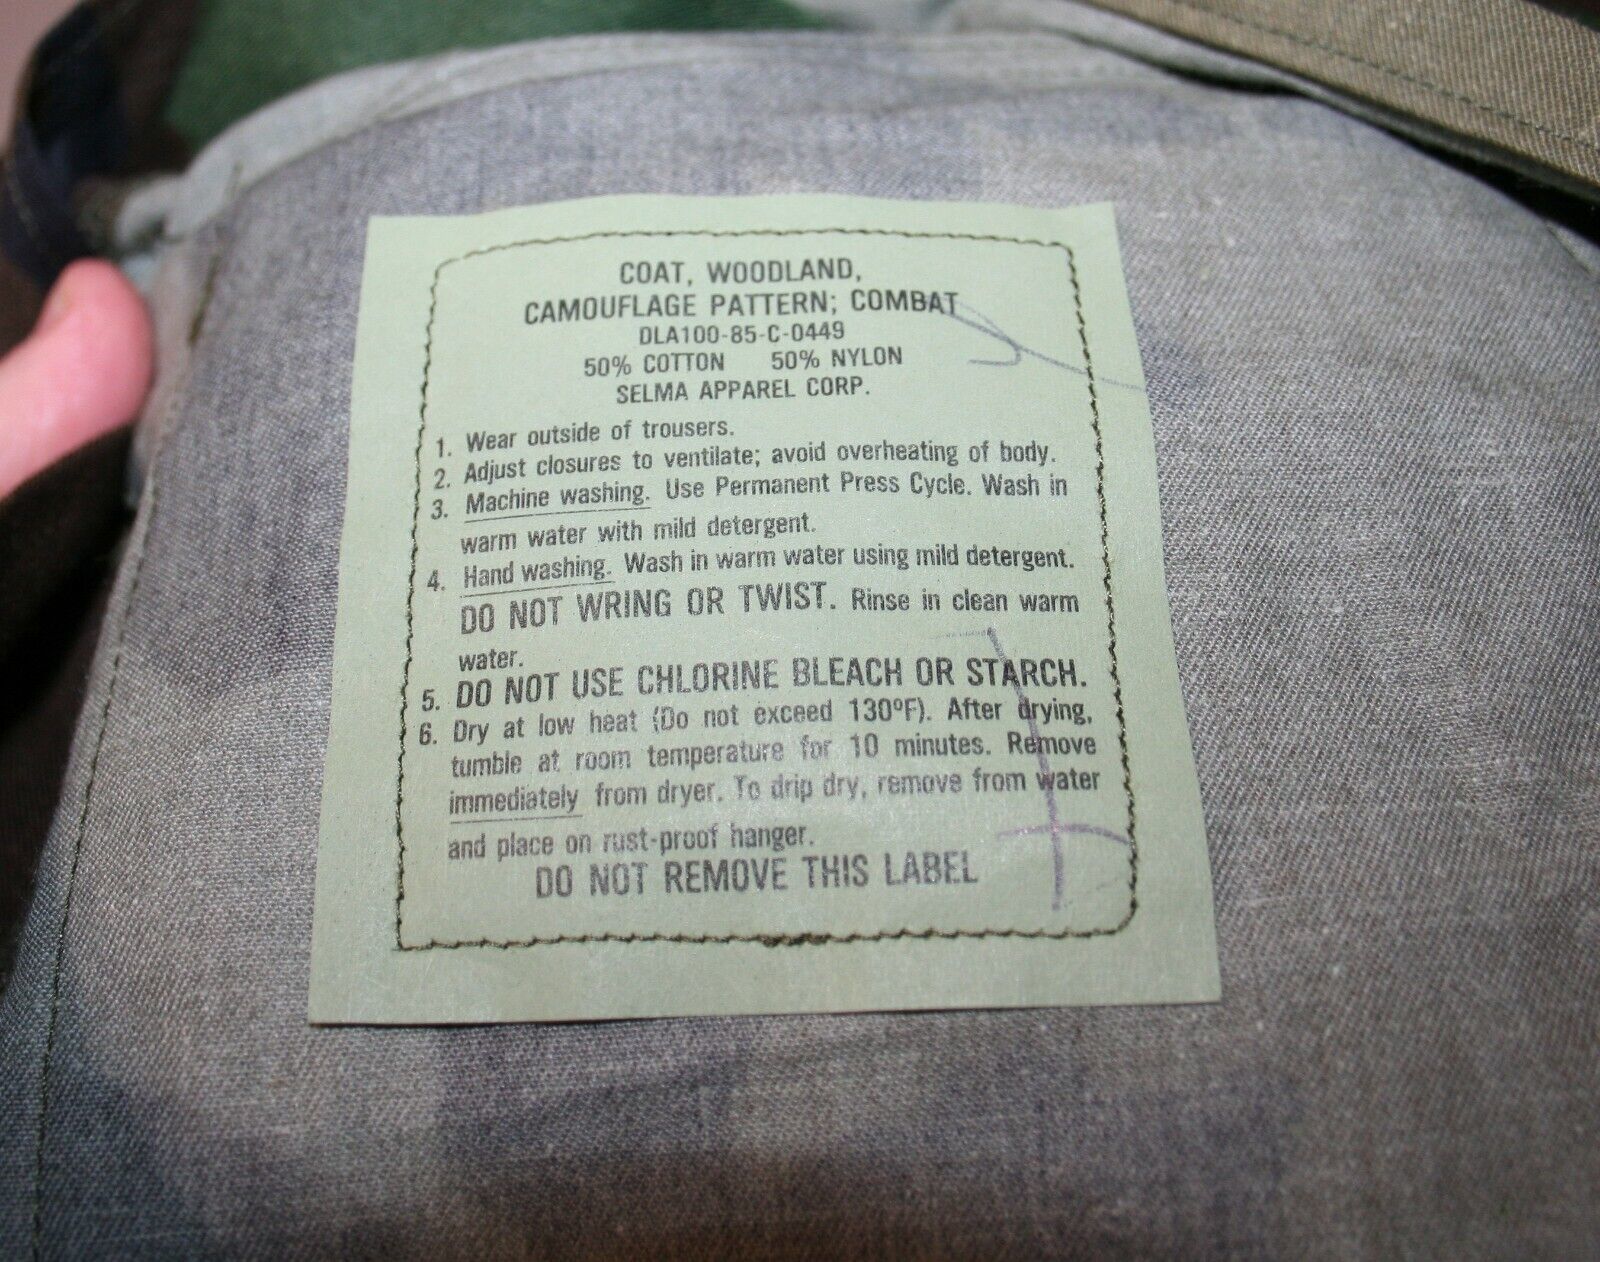 COAT, WOODLAND,
CAMOUFLAGE PATTERN; COMBAT
DLA100-85-C-0449
50% COTTON 50% NYLON
SELMA APPAREL CORP.
1. Wear outside of trousers.
2. Adjust closures to ventilate; avoid overheating of body.
3. Machine washing. Use Permanent Press Cycle. Wash in
warm water with mild detergent.
4. Hand washing. Wash in warm water using mild detergent.
DO NOT WRING OR TWIST. Rinse in clean warm
water.
5. DO NOT USE CHLORINE BLEACH OR STARCH.
6. Dry at low heat (Do not exceed 130ºF). After drying,
tumble at room temperature for 10 minutes. Remove
immediately from dryer. To drip dry, remove from water
and place on rust-proof hanger.
DO NOT REMOVE THIS LABEL